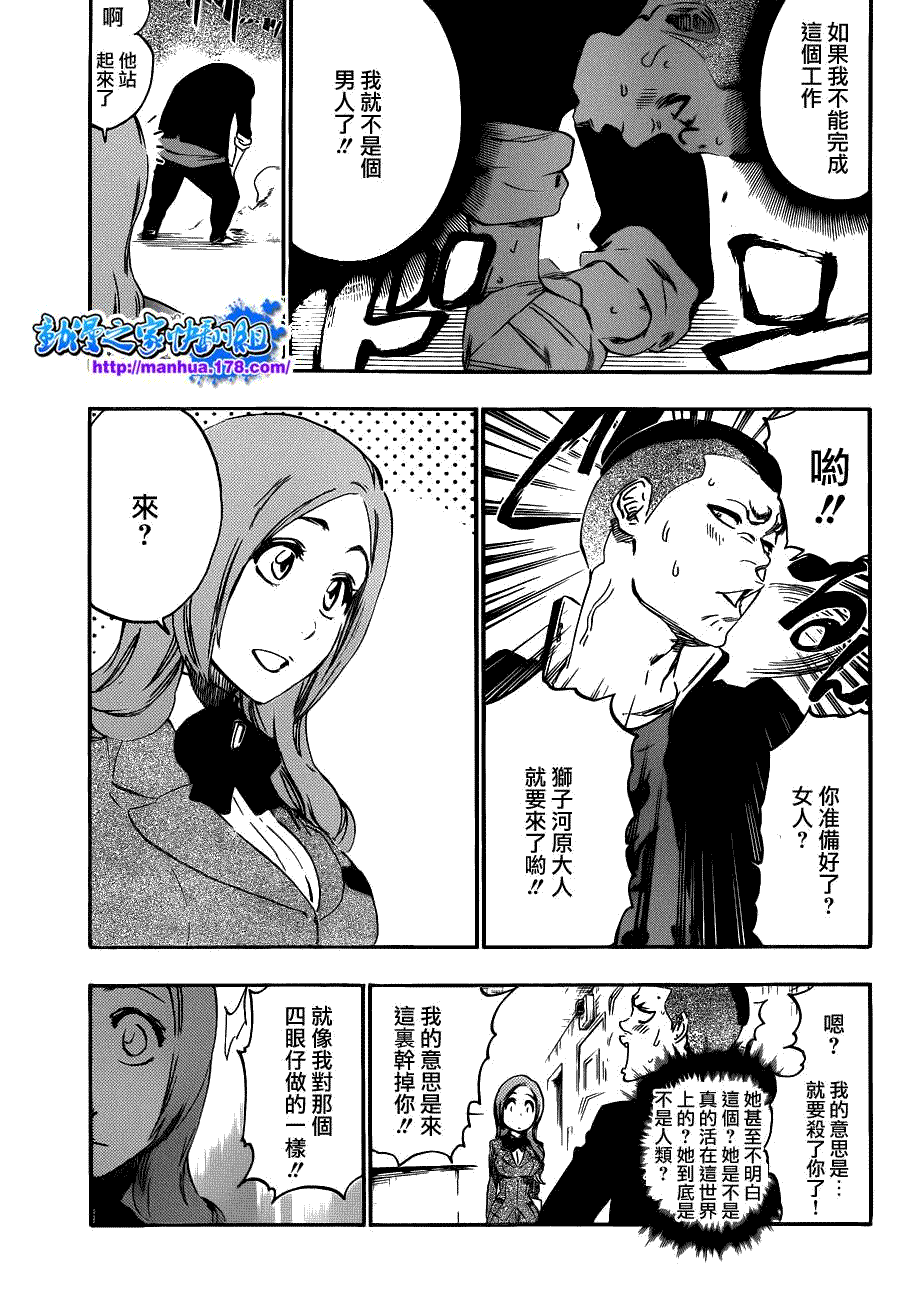 如果我不能完成
這個工作
我就不是個
男人了!!
啊
他站
起來了
動漫之家快翻組
http://manhua.178.com/
喲!!
你准備好了?
女人?
獅子河原大人
就要來了喲!!
來?
嗯?
我的意思是…
就要殺了你了!
她甚至不明白
這個?她是不是
真的活在這世界
上的?她到底是
不是人類?
我的意思是來
這裏幹掉你!!
就像我對那個
四眼仔做的一樣!!